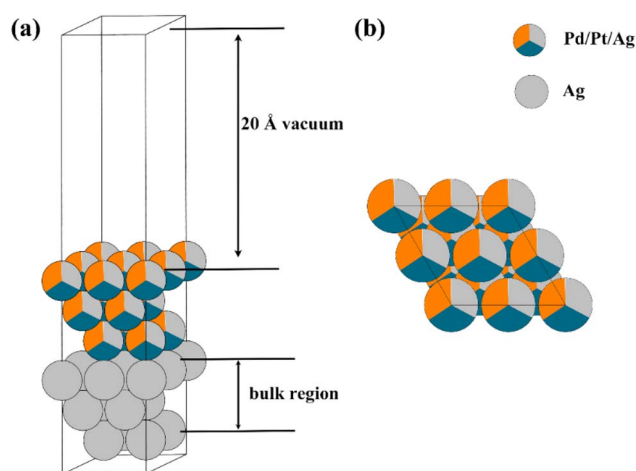 (a)
20 Å vacuum
bulk region
(b)
Pd/Pt/Ag
Ag